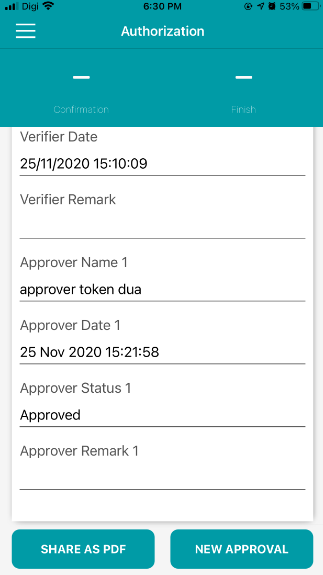 Digi 6:30 PM 53%
Authorization
Confirmation Finish
Verifier Date
25/11/2020 15:10:09
Verifier Remark
Approver Name 1
approver token dua
Approver Date 1
25 Nov 2020 15:21:58
Approver Status 1
Approved
Approver Remark 1
SHARE AS PDF NEW APPROVAL